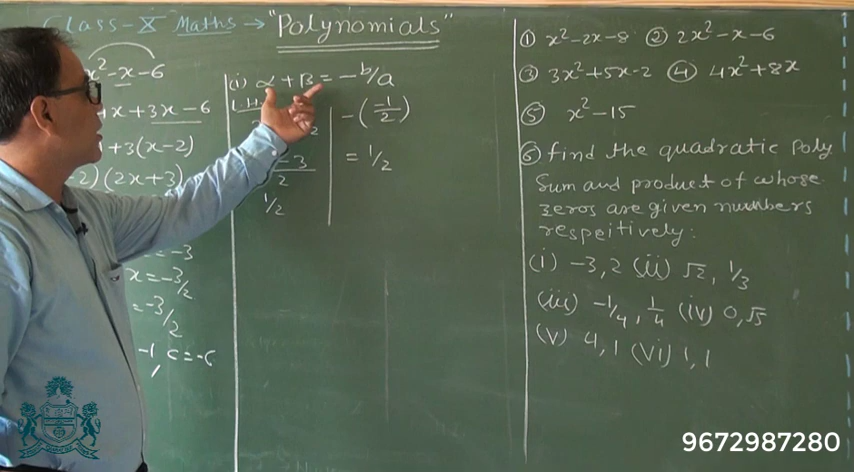 Class-X Maths → "Polynomials"
x²-x-6
+x+3x-6
+3(x-2)
-2)(2x+3)
-3
x=-3/2
=-3/2
-1, c=-6
(i) α+β=-b/a
L.H.
-3
2
1/2
-(-1/2)
= 1/2
① x²-2x-8 ② 2x²-x-6
③ 3x²+5x-2 ④ 4x²+8x
⑤ x²-15
⑥ find the quadratic poly
Sum and product of whose
zeros are given numbers
respeitively:
(i) -3,2 (ii) √2, 1/3
(iii) -1/4, 1/4 (iv) 0,√5
(v) 4,1 (vi) 1,1
9672987280